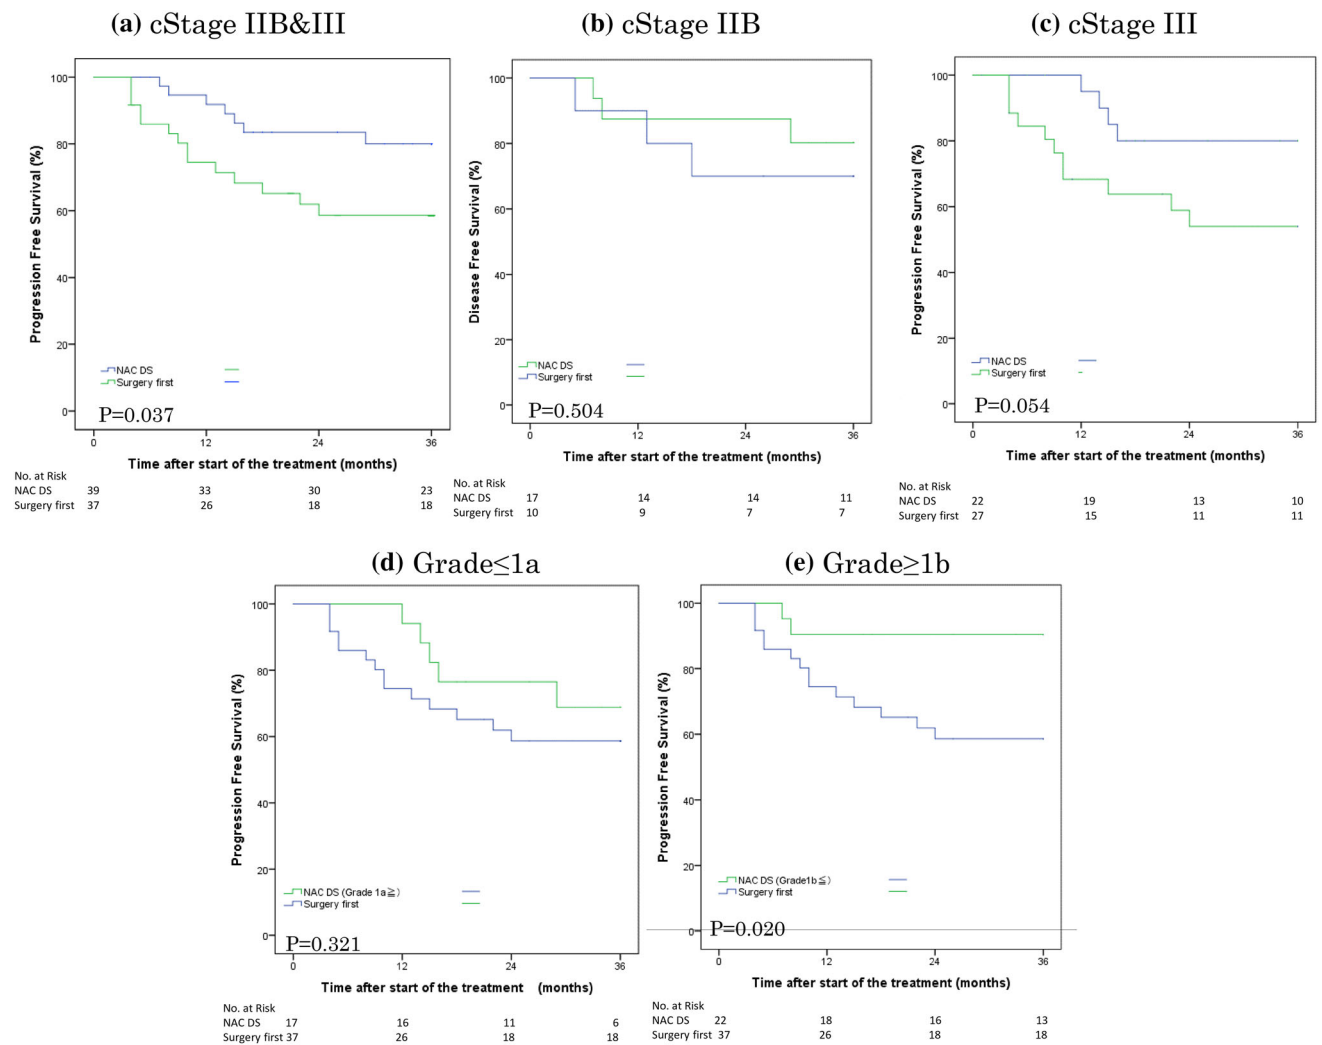 (a) cStage IIB&III
100
80
60
40
20
0
Progression Free Survival (%)
NAC DS
Surgery first
P=0.037
0 12 24 36
Time after start of the treatment (months)
No. at Risk
NAC DS 39 33 30 23
Surgery first 37 26 18 18
(b) cStage IIB
100
80
60
40
20
0
Disease Free Survival (%)
NAC DS
Surgery first
P=0.504
0 12 24 36
Time after start of the treatment (months)
No. at Risk
NAC DS 17 14 14 11
Surgery first 10 9 7 7
(c) cStage III
100
80
60
40
20
0
Progression Free Survival (%)
NAC DS
Surgery first
P=0.054
0 12 24 36
Time after start of the treatment (months)
No. at Risk
NAC DS 22 19 13 10
Surgery first 27 15 11 11
(d) Grade≤1a
100
80
60
40
20
0
Progression Free Survival (%)
NAC DS (Grade 1a≧)
Surgery first
P=0.321
0 12 24 36
Time after start of the treatment (months)
No. at Risk
NAC DS 17 16 11 6
Surgery first 37 26 18 18
(e) Grade≥1b
100
80
60
40
20
0
Progression Free Survival (%)
NAC DS (Grade1b≦)
Surgery first
P=0.020
0 12 24 36
Time after start of the treatment (months)
No. at Risk
NAC DS 22 18 16 13
Surgery first 37 26 18 18